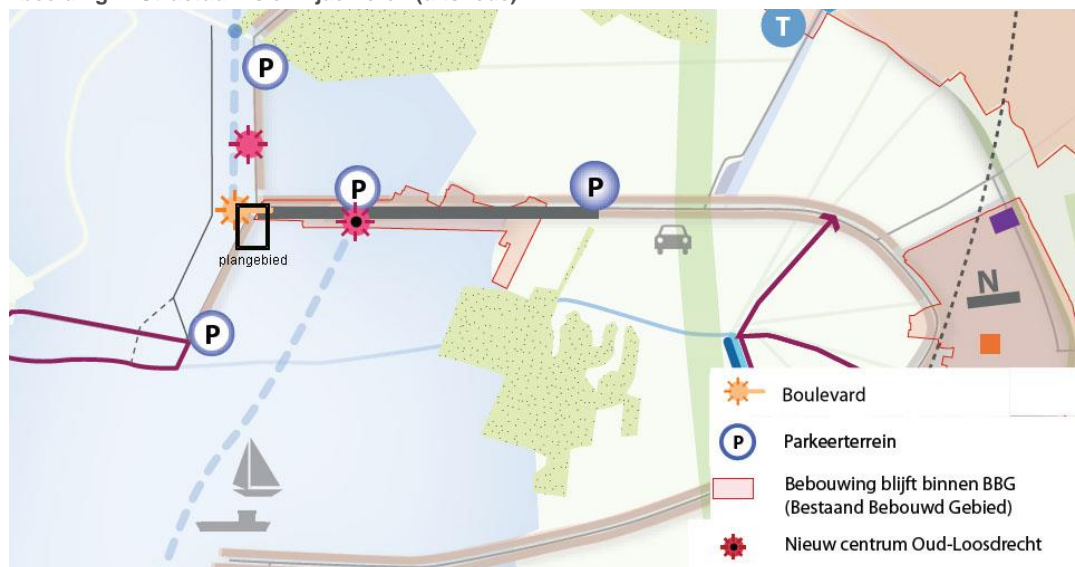 P
T
P
P
plangebied
N
P
Boulevard
P
Parkeerterrein
Bebouwing blijft binnen BBG
(Bestaand Bebouwd Gebied)
Nieuw centrum Oud-Loosdrecht